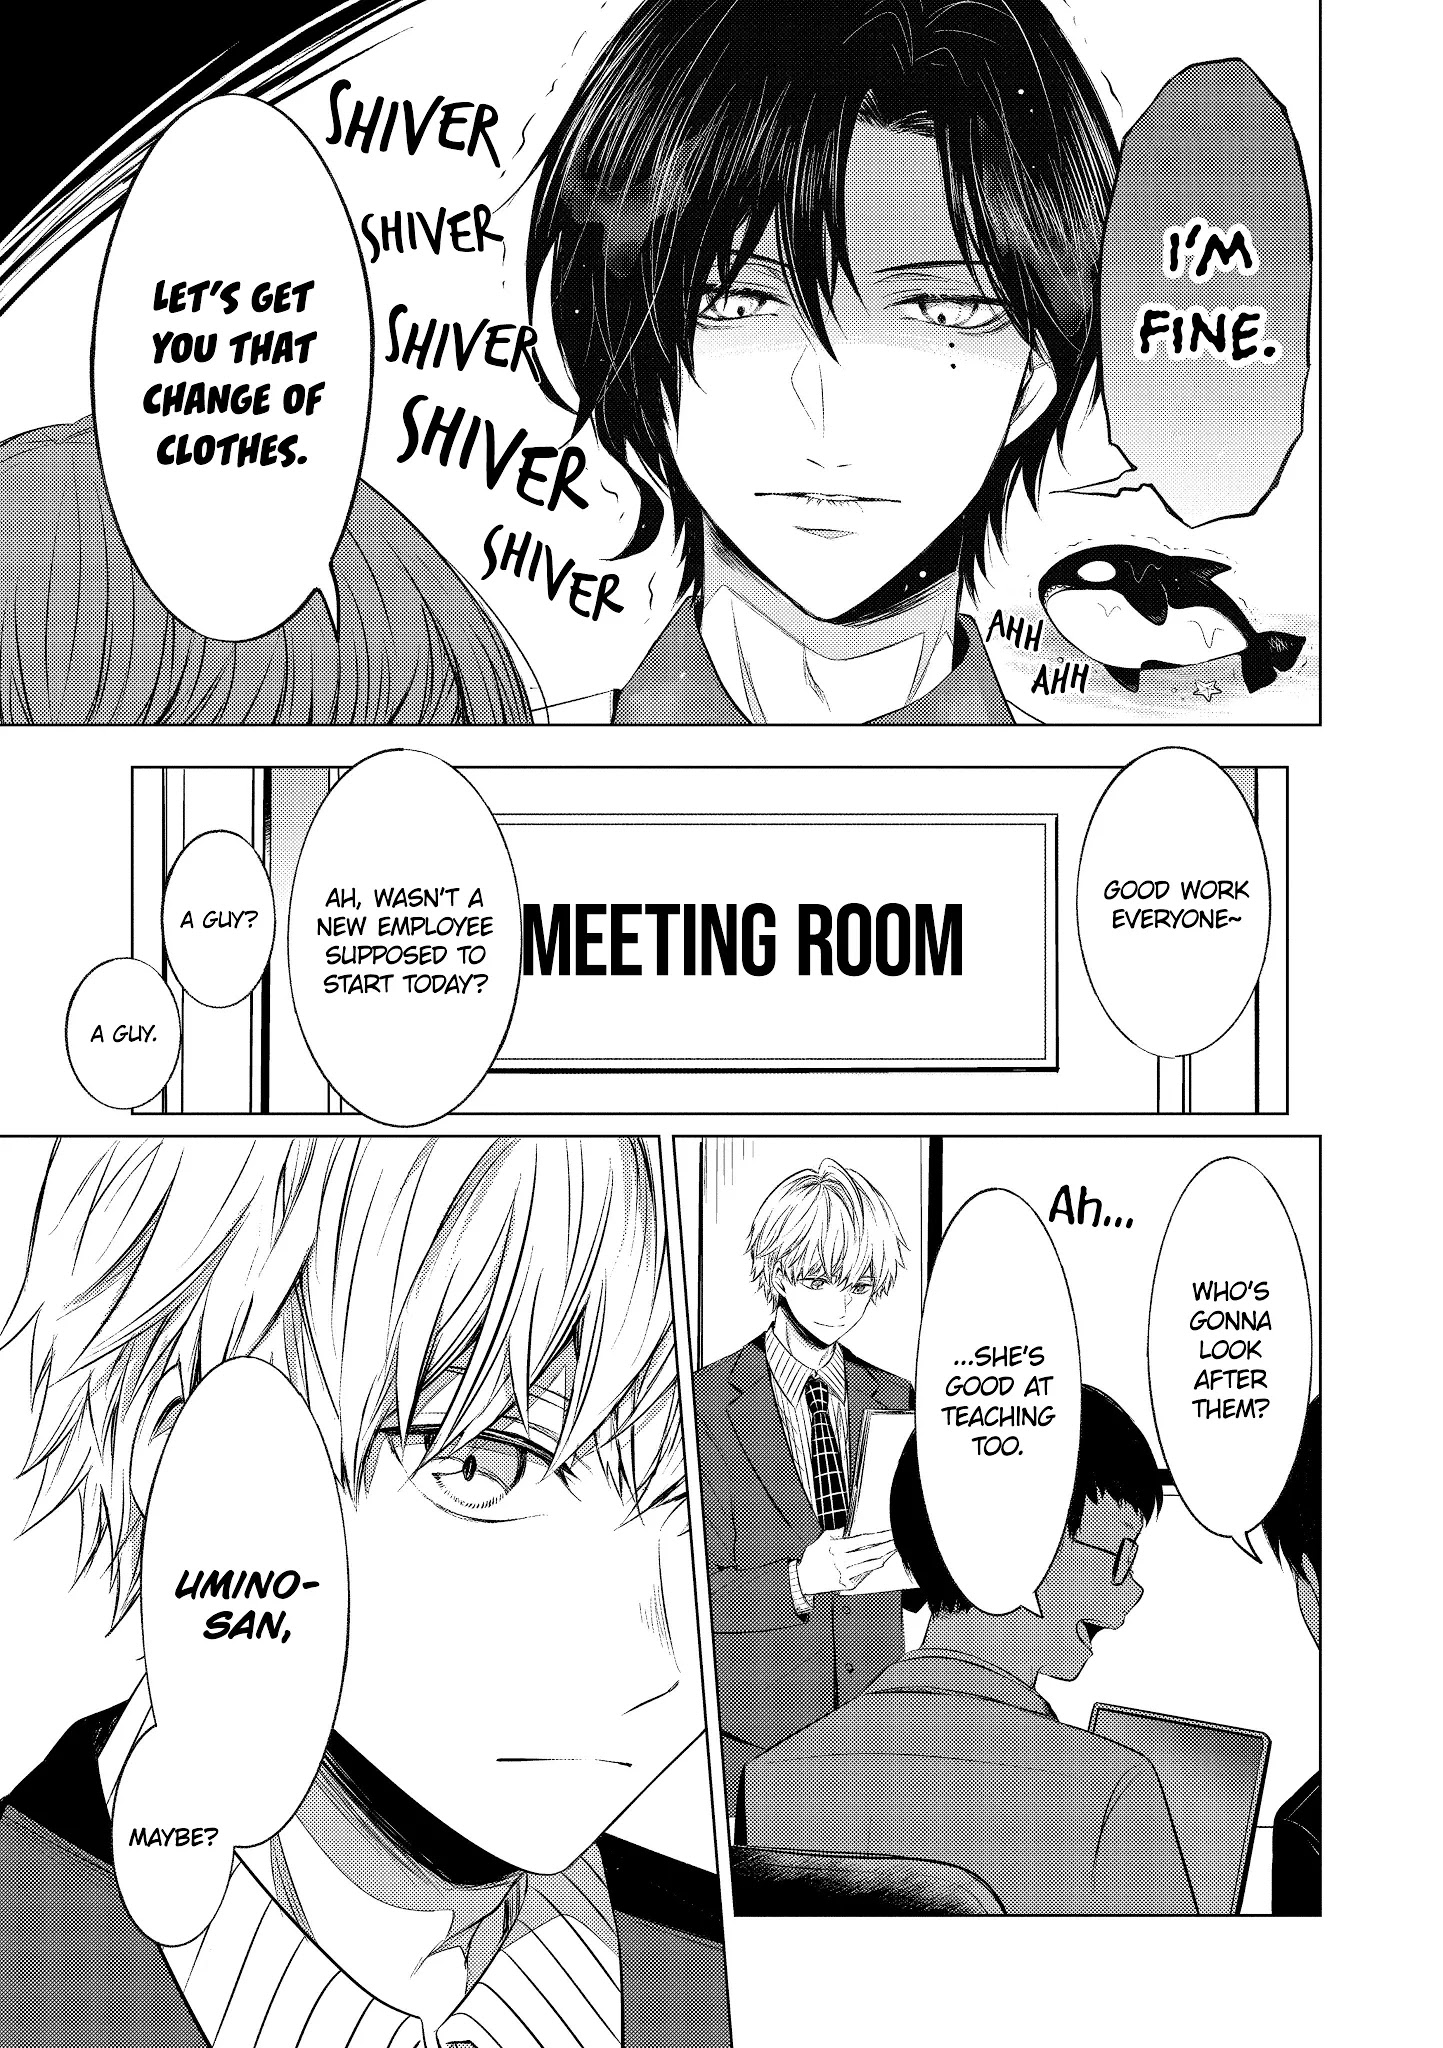 I'M
FINE.
SHIVER
SHIVER
SHIVER
SHIVER
SHIVER
AHH
AHH
LET'S GET
YOU THAT
CHANGE OF
CLOTHES.
GOOD WORK
EVERYONE~
MEETING ROOM
AH, WASN'T A
NEW EMPLOYEE
SUPPOSED TO
START TODAY?
A GUY?
A GUY.
WHO'S
GONNA
LOOK
AFTER
THEM?
Ah...
...SHE'S
GOOD AT
TEACHING
TOO.
UMINO-
SAN,
MAYBE?